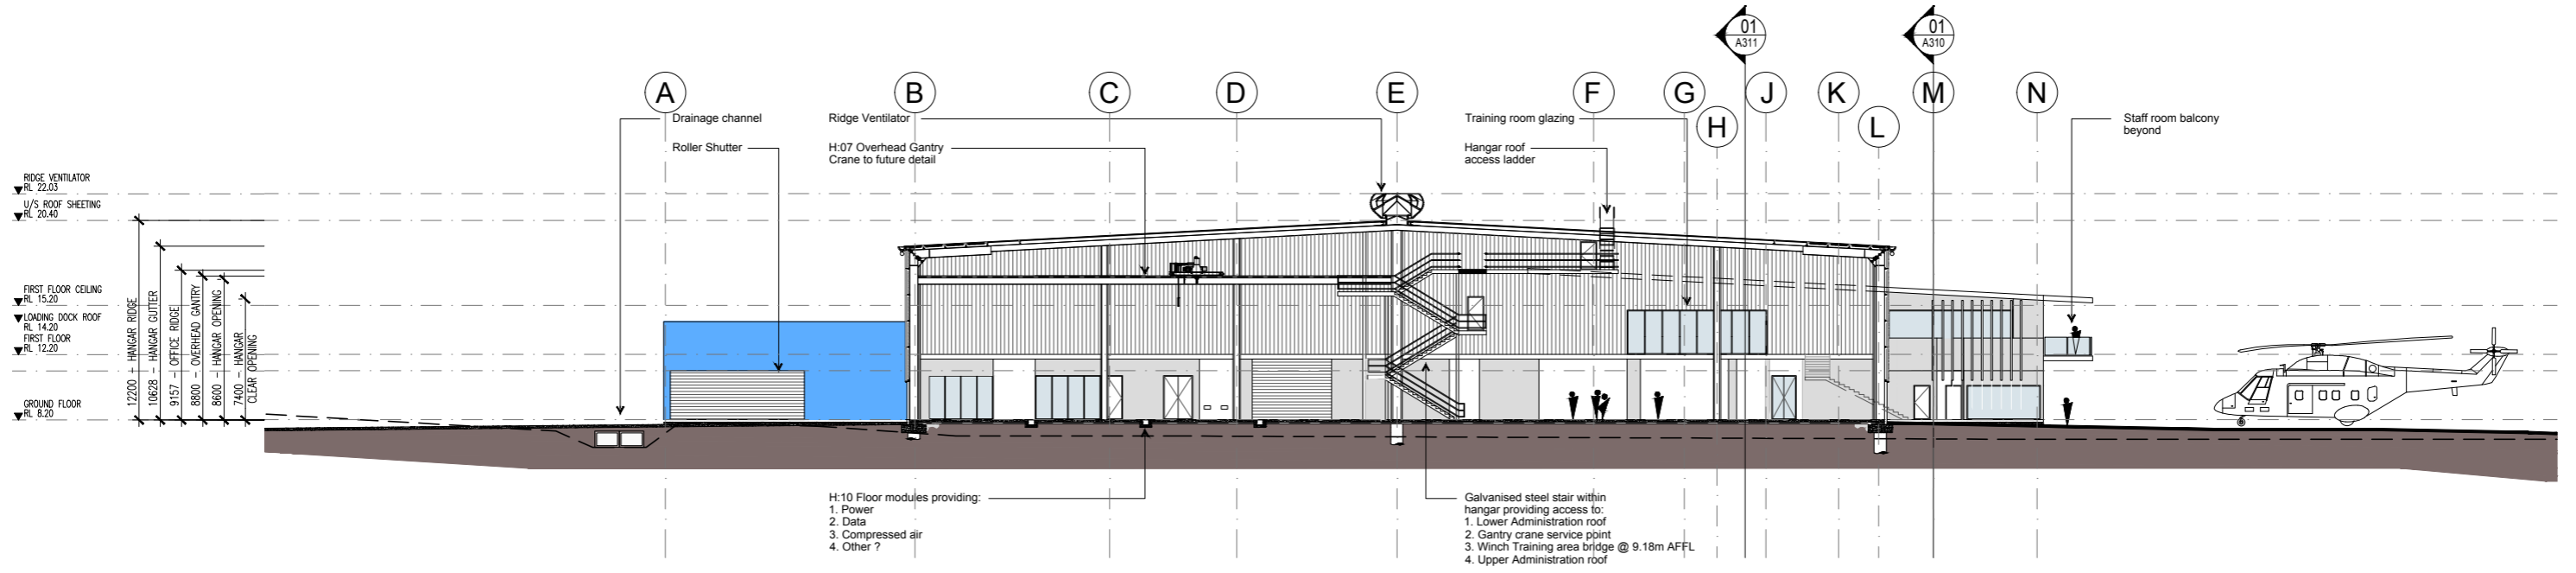 01
A311
01
A310
A
B
C
D
E
F
G
H
J
K
L
M
N
Drainage channel
Roller Shutter
Ridge Ventilator
H:07 Overhead Gantry
Crane to future detail
Training room glazing
Hangar roof
access ladder
Staff room balcony
beyond
RIDGE VENTILATOR
RL 22.03
U/S ROOF SHEETING
RL 20.40
FIRST FLOOR CEILING
RL 15.20
LOADING DOCK ROOF
RL 14.20
FIRST FLOOR
RL 12.20
GROUND FLOOR
RL 8.20
12200 - HANGAR RIDGE
10628 - HANGAR GUTTER
9157 - OFFICE RIDGE
8800 - OVERHEAD GANTRY
8600 - HANGAR OPENING
7400 - HANGAR
CLEAR OPENING
H:10 Floor modules providing:
1. Power
2. Data
3. Compressed air
4. Other ?
Galvanised steel stair within
hangar providing access to:
1. Lower Administration roof
2. Gantry crane service point
3. Winch Training area bridge @ 9.18m AFFL
4. Upper Administration roof